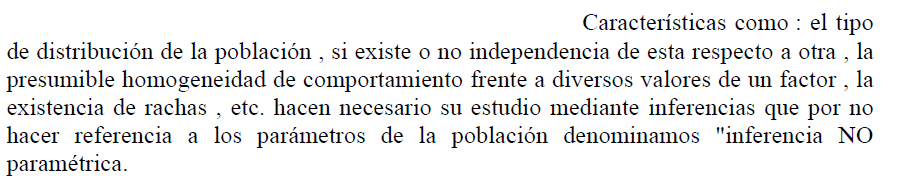 Características como : el tipo
de distribución de la población , si existe o no independencia de esta respecto a otra , la
presumible homogeneidad de comportamiento frente a diversos valores de un factor , la
existencia de rachas , etc. hacen necesario su estudio mediante inferencias que por no
hacer referencia a los parámetros de la población denominamos "inferencia NO
paramétrica.